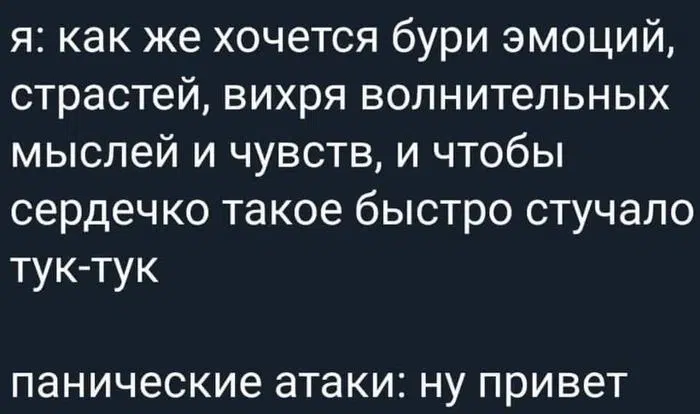 я: как же хочется бури эмоций,
страстей, вихря волнительных
мыслей и чувств, и чтобы
сердечко такое быстро стучало
тук-тук
панические атаки: ну привет